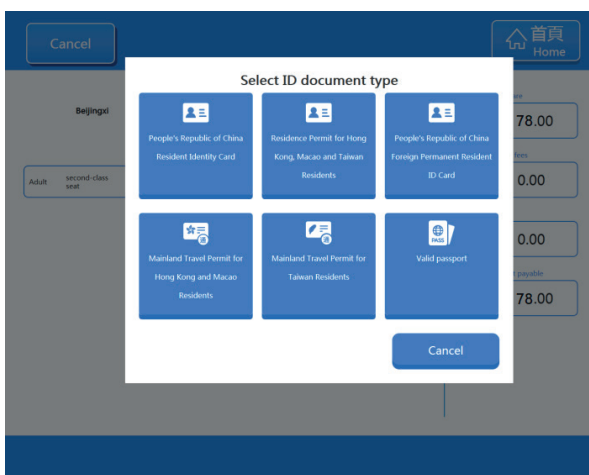 Cancel
首頁
Home
Select ID document type
Beijingxi
78.00
People's Republic of China
Resident Identity Card
Residence Permit for Hong
Kong, Macao and Taiwan
Residents
People's Republic of China
Foreign Permanent Resident
ID Card
fees
Adult
second-class
seat
0.00
Mainland Travel Permit for
Hong Kong and Macao
Residents
Mainland Travel Permit for
Taiwan Residents
PASS
Valid passport
0.00
payable
78.00
Cancel